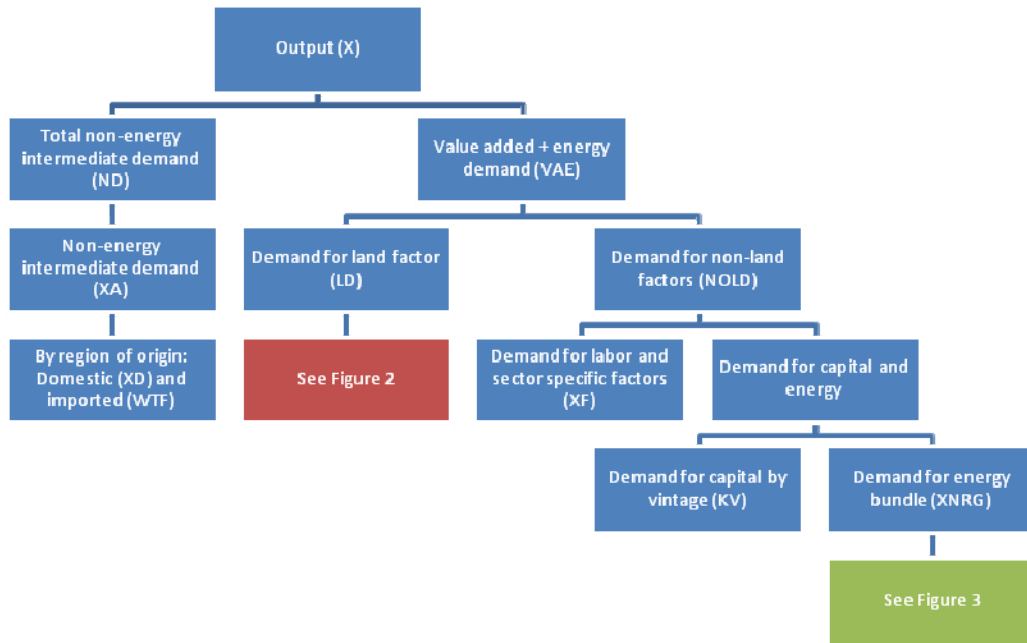 Output (X)
Total non-energy
intermediate demand
(ND)
Value added + energy
demand (VAE)
Non-energy
intermediate demand
(XA)
Demand for land factor
(LD)
Demand for non-land
factors (NOLD)
By region of origin:
Domestic (XD) and
imported (WTF)
See Figure 2
Demand for labor and
sector specific factors
(XF)
Demand for capital and
energy
Demand for capital by
vintage (KV)
Demand for energy
bundle (XNRG)
See Figure 3